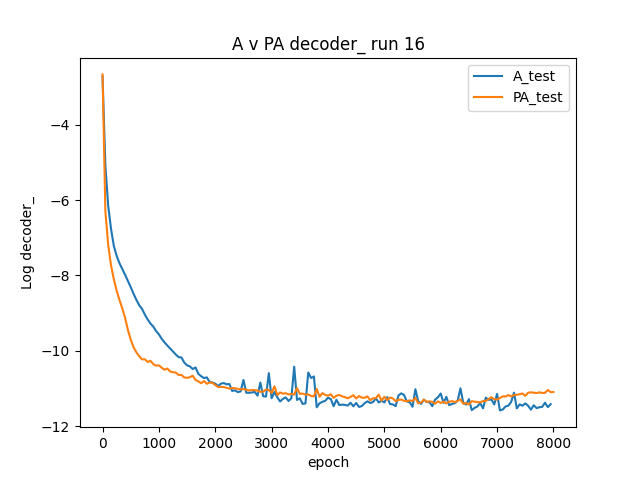 A v PA decoder_ run 16
A_test
PA_test
Log decoder_
−4
−6
−8
−10
−12
0 1000 2000 3000 4000 5000 6000 7000 8000
epoch